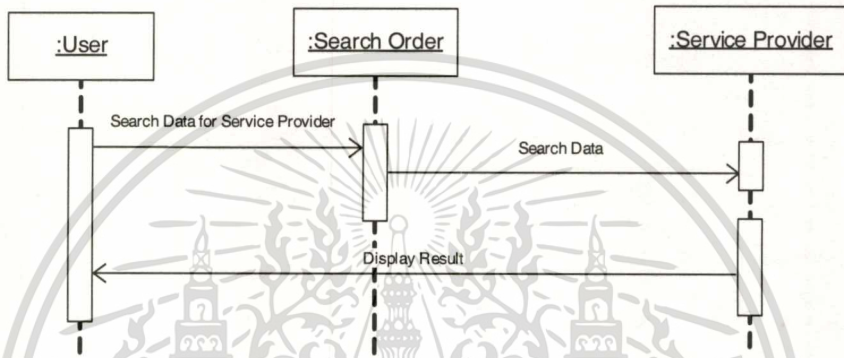 :User
:Search Order
:Service Provider
Search Data for Service Provider
Search Data
Display Result